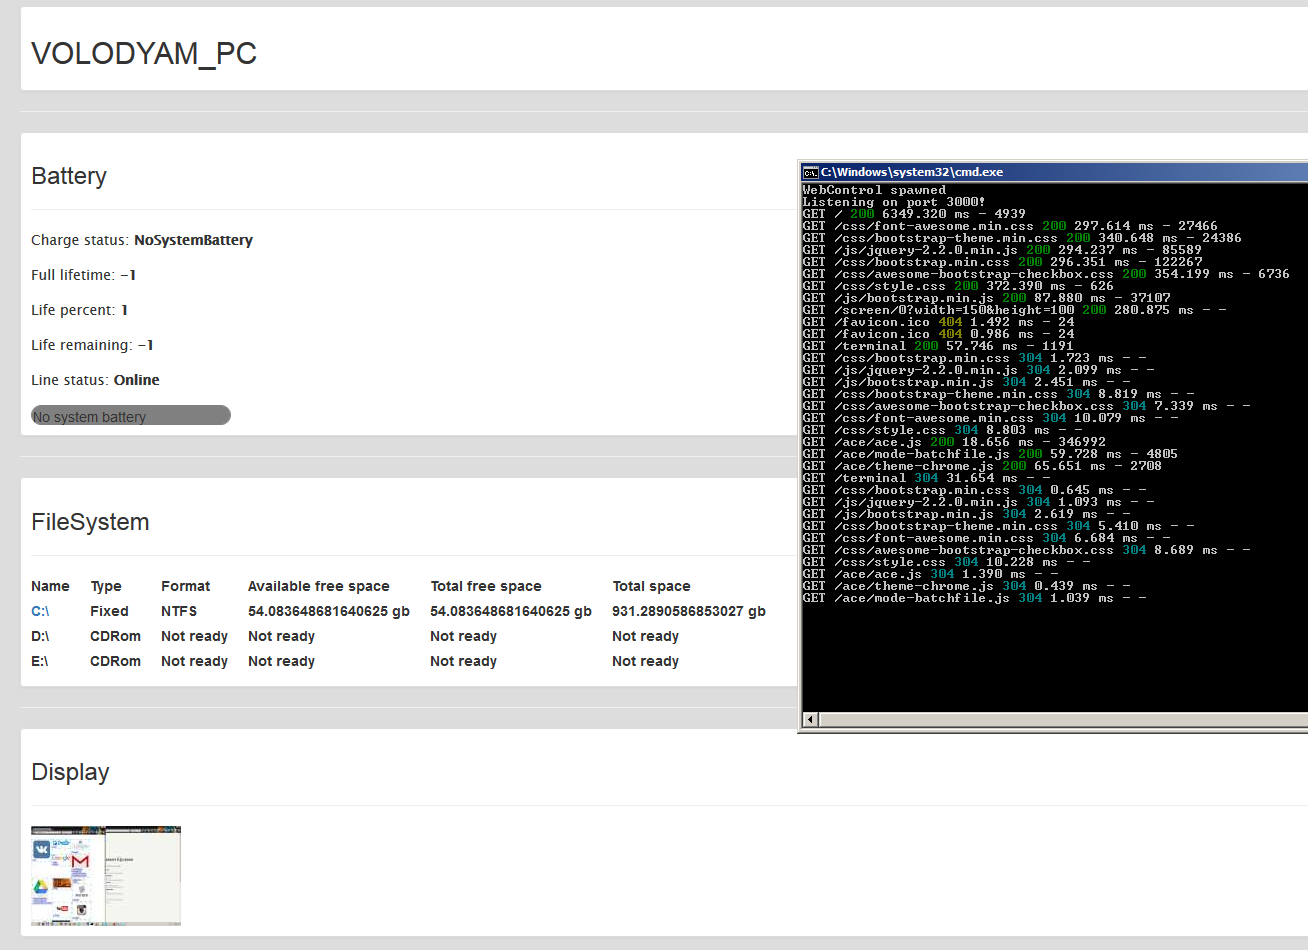 VOLODYAM_PC
Battery
Charge status: NoSystemBattery
Full lifetime: -1
Life percent: 1
Life remaining: -1
Line status: Online
No system battery
FileSystem
Name Type Format Available free space Total free space Total space
C:\ Fixed NTFS 54.083648681640625 gb 54.083648681640625 gb 931.2890586853027 gb
D:\ CDRom Not ready Not ready Not ready Not ready
E:\ CDRom Not ready Not ready Not ready Not ready
Display
C:\Windows\system32\cmd.exe
WebControl spawned
Listening on port 3000!
GET / 200 6349.320 ms - 4939
GET /css/font-awesome.min.css 200 297.614 ms - 27466
GET /css/bootstrap-theme.min.css 200 340.648 ms - 24386
GET /js/jquery-2.2.0.min.js 200 294.237 ms - 85589
GET /css/bootstrap.min.css 200 296.351 ms - 122267
GET /css/awesome-bootstrap-checkbox.css 200 354.199 ms - 6736
GET /css/style.css 200 372.390 ms - 626
GET /js/bootstrap.min.js 200 87.880 ms - 37107
GET /screen/0?width=150&height=100 200 280.875 ms - -
GET /favicon.ico 404 1.492 ms - 24
GET /favicon.ico 404 0.986 ms - 24
GET /terminal 200 57.746 ms - 1191
GET /css/bootstrap.min.css 304 1.723 ms - -
GET /js/jquery-2.2.0.min.js 304 2.099 ms - -
GET /js/bootstrap.min.js 304 2.451 ms - -
GET /css/bootstrap-theme.min.css 304 8.819 ms - -
GET /css/awesome-bootstrap-checkbox.css 304 7.339 ms - -
GET /css/font-awesome.min.css 304 10.079 ms - -
GET /css/style.css 304 8.803 ms - -
GET /ace/ace.js 200 18.656 ms - 346992
GET /ace/mode-batchfile.js 200 59.728 ms - 4805
GET /ace/theme-chrome.js 200 65.651 ms - 2708
GET /terminal 304 31.654 ms - -
GET /css/bootstrap.min.css 304 0.645 ms - -
GET /js/jquery-2.2.0.min.js 304 1.093 ms - -
GET /js/bootstrap.min.js 304 2.619 ms - -
GET /css/bootstrap-theme.min.css 304 5.410 ms - -
GET /css/font-awesome.min.css 304 6.684 ms - -
GET /css/awesome-bootstrap-checkbox.css 304 8.689 ms - -
GET /css/style.css 304 10.228 ms - -
GET /ace/ace.js 304 1.390 ms - -
GET /ace/theme-chrome.js 304 0.439 ms - -
GET /ace/mode-batchfile.js 304 1.039 ms - -